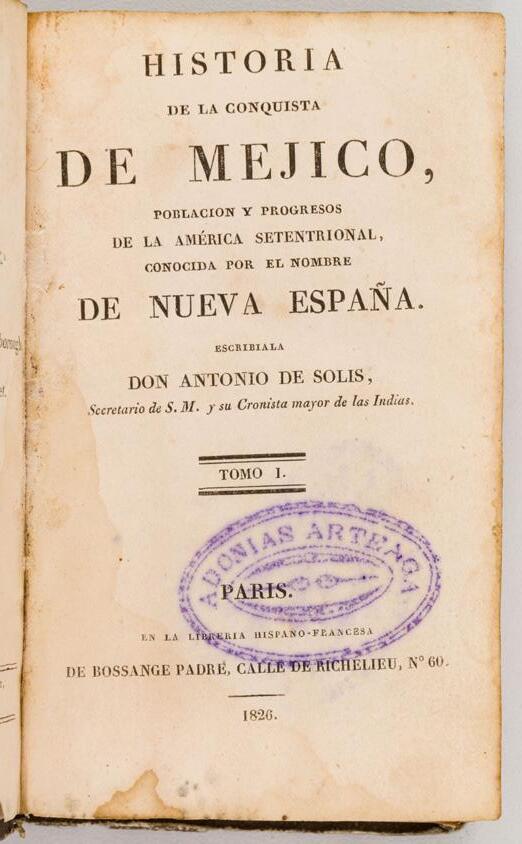 HISTORIA
DE LA CONQUISTA
DE MEJICO,
POBLACION Y PROGRESOS
DE LA AMÉRICA SETENTRIONAL,
CONOCIDA POR EL NOMBRE
DE NUEVA ESPAÑA.
ESCRIBIALA
DON ANTONIO DE SOLIS,
Secretario de S. M. y su Cronista mayor de las Indias.
TOMO I.
ADONIAS ARTEAGA
PARIS.
EN LA LIBRERIA HISPANO-FRANCESA
DE BOSSANGE PADRE, CALLE DE RICHELIEU, N° 60.
1826.